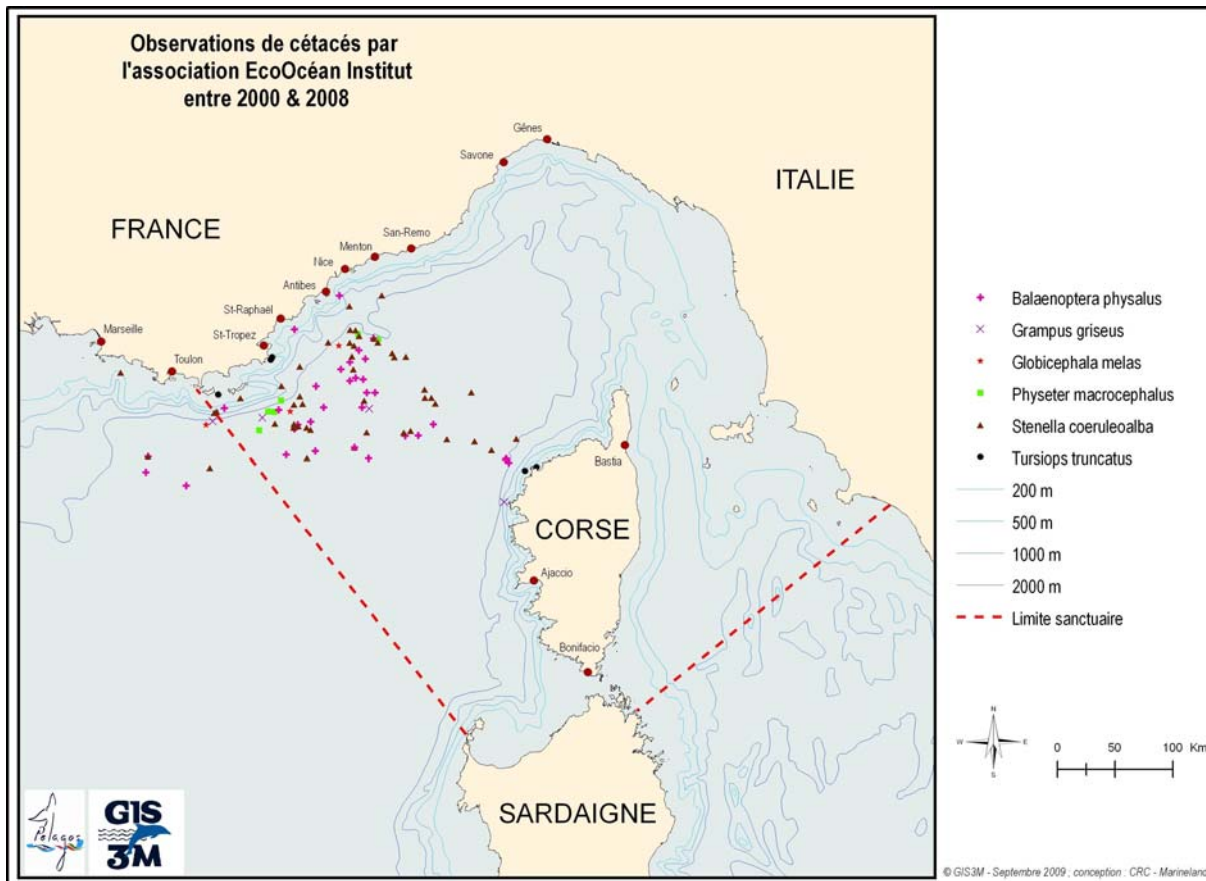 Observations de cétacés par
l'association EcoOcéan Institut
entre 2000 & 2008
Gênes
Savone
ITALIE
FRANCE
San-Remo
Menton
Nice
Antibes
St-Raphaël
St-Tropez
Marseille
Toulon
Bastia
CORSE
Ajaccio
Bonifacio
SARDAIGNE
Balaenoptera physalus
Grampus griseus
Globicephala melas
Physeter macrocephalus
Stenella coeruleoalba
Tursiops truncatus
200 m
500 m
1000 m
2000 m
Limite sanctuaire
N
W E
S
0 50 100 Km
Pelagos
GIS
3M
© GIS3M - Septembre 2009 ; conception : CRC - Marineland